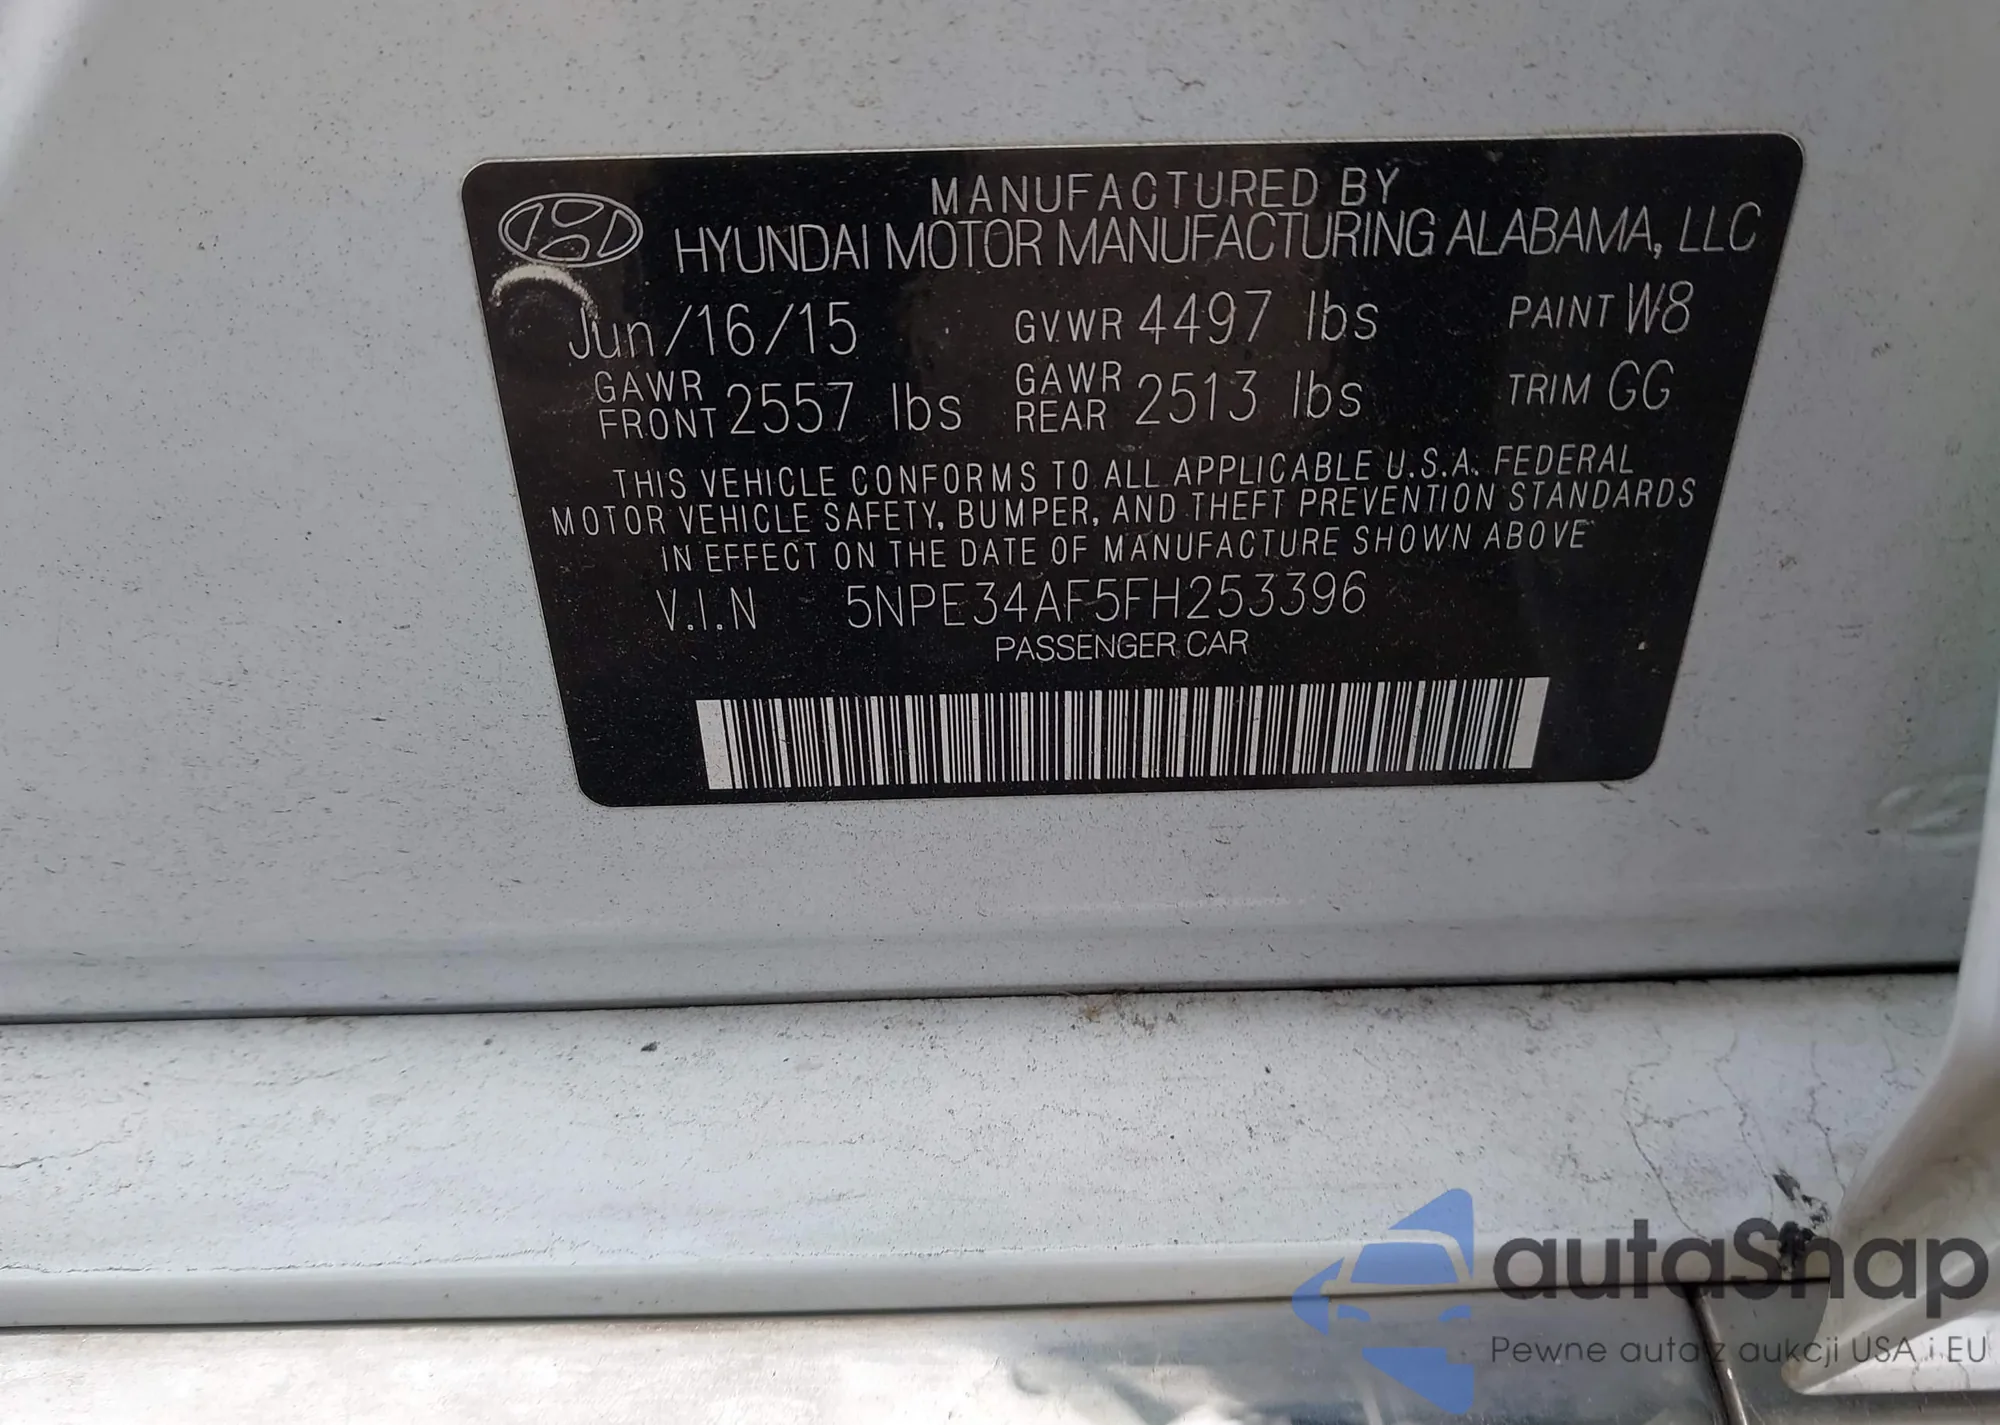 MANUFACTURED BY
HYUNDAI MOTOR MANUFACTURING ALABAMA, LLC
Jun/16/15 GVWR 4497 lbs PAINT W8
GAWR FRONT 2557 lbs GAWR REAR 2513 lbs TRIM GG
THIS VEHICLE CONFORMS TO ALL APPLICABLE U.S.A. FEDERAL
MOTOR VEHICLE SAFETY, BUMPER, AND THEFT PREVENTION STANDARDS
IN EFFECT ON THE DATE OF MANUFACTURE SHOWN ABOVE
V.I.N 5NPE34AF5FH253396
PASSENGER CAR
autaSnap
Pewne auta z aukcji USA i EU